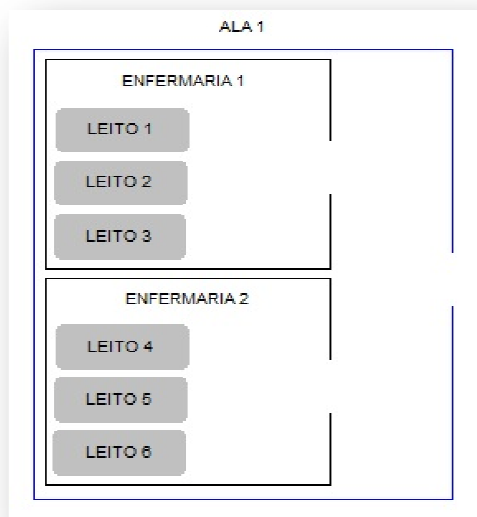 ALA 1
ENFERMARIA 1
LEITO 1
LEITO 2
LEITO 3
ENFERMARIA 2
LEITO 4
LEITO 5
LEITO 6